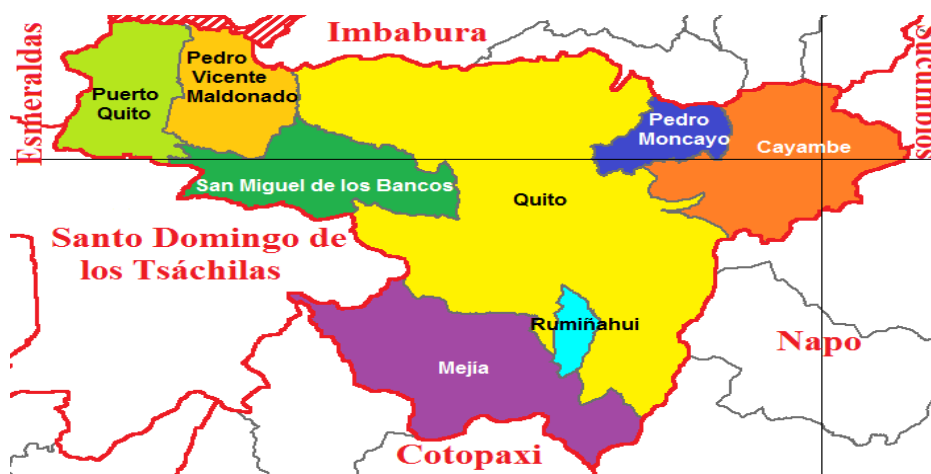 Imbabura
Esmeraldas
Sucumbíos
Pedro
Vicente
Maldonado
Puerto
Quito
Pedro
Moncayo
Cayambe
San Miguel de los Bancos
Quito
Santo Domingo de
los Tsáchilas
Rumiñahui
Napo
Mejía
Cotopaxi